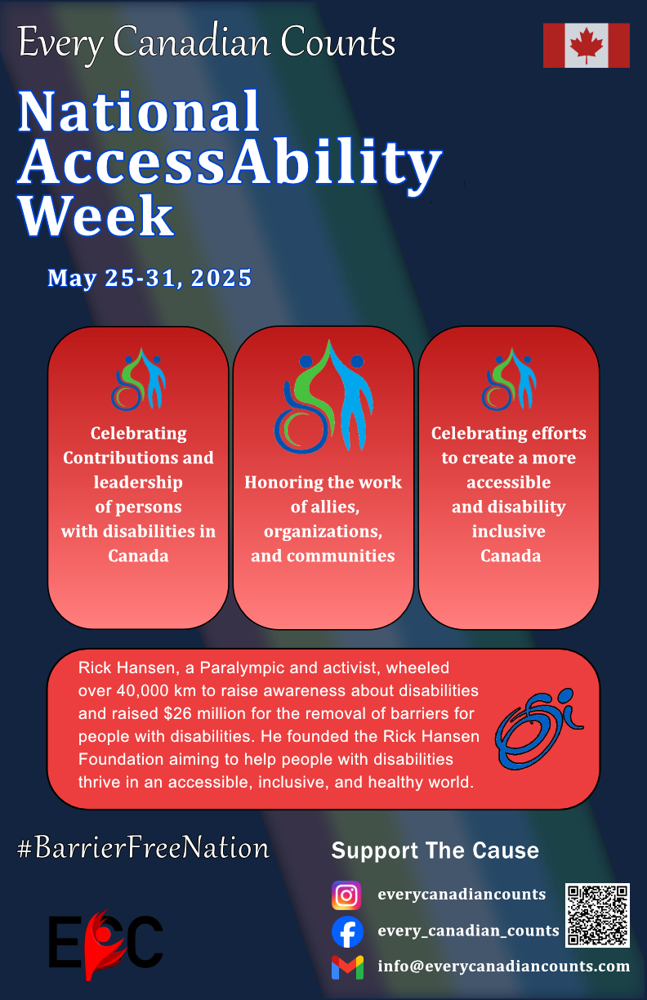 Every Canadian Counts
National
AccessAbility
Week
May 25-31, 2025
Celebrating
Contributions and
leadership
of persons
with disabilities in
Canada
Honoring the work
of allies,
organizations,
and communities
Celebrating efforts
to create a more
accessible
and disability
inclusive
Canada
Rick Hansen, a Paralympic and activist, wheeled
over 40,000 km to raise awareness about disabilities
and raised $26 million for the removal of barriers for
people with disabilities. He founded the Rick Hansen
Foundation aiming to help people with disabilities
thrive in an accessible, inclusive, and healthy world.
#BarrierFreeNation
ECC
Support The Cause
everycanadiancounts
every_canadian_counts
info@everycanadiancounts.com